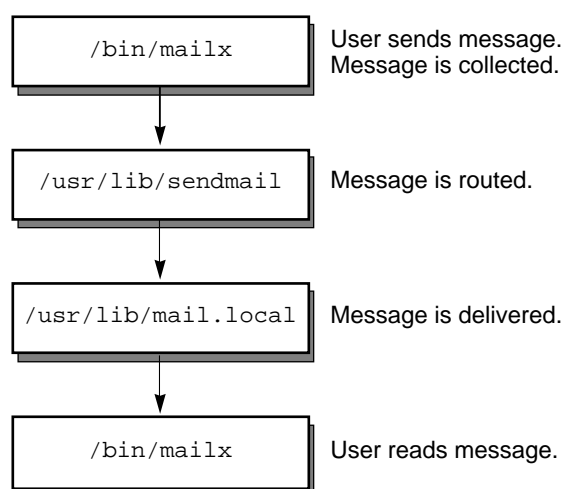 /bin/mailx
User sends message.
Message is collected.
/usr/lib/sendmail
Message is routed.
/usr/lib/mail.local
Message is delivered.
/bin/mailx
User reads message.